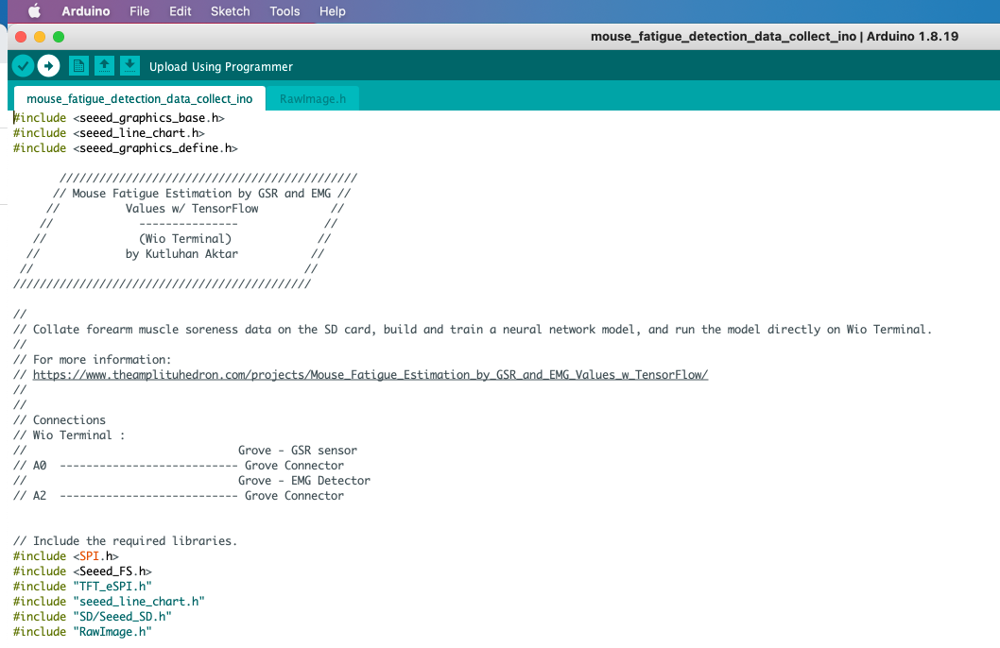 Arduino File Edit Sketch Tools Help
mouse_fatigue_detection_data_collect_ino | Arduino 1.8.19
Upload Using Programmer
mouse_fatigue_detection_data_collect_ino RawImage.h
#include <seeed_graphics_base.h>
#include <seeed_line_chart.h>
#include <seeed_graphics_define.h>
/////////////////////////////////////////////
// Mouse Fatigue Estimation by GSR and EMG //
// Values w/ TensorFlow //
// --------------- //
// (Wio Terminal) //
// by Kutluhan Aktar //
// //
/////////////////////////////////////////////
//
// Collate forearm muscle soreness data on the SD card, build and train a neural network model, and run the model directly on Wio Terminal.
//
// For more information:
// https://www.theamplituhedron.com/projects/Mouse_Fatigue_Estimation_by_GSR_and_EMG_Values_w_TensorFlow/
//
//
// Connections
// Wio Terminal :
// Grove - GSR sensor
// A0 --------------------------- Grove Connector
// Grove - EMG Detector
// A2 --------------------------- Grove Connector
// Include the required libraries.
#include <SPI.h>
#include <Seeed_FS.h>
#include "TFT_eSPI.h"
#include "seeed_line_chart.h"
#include "SD/Seeed_SD.h"
#include "RawImage.h"